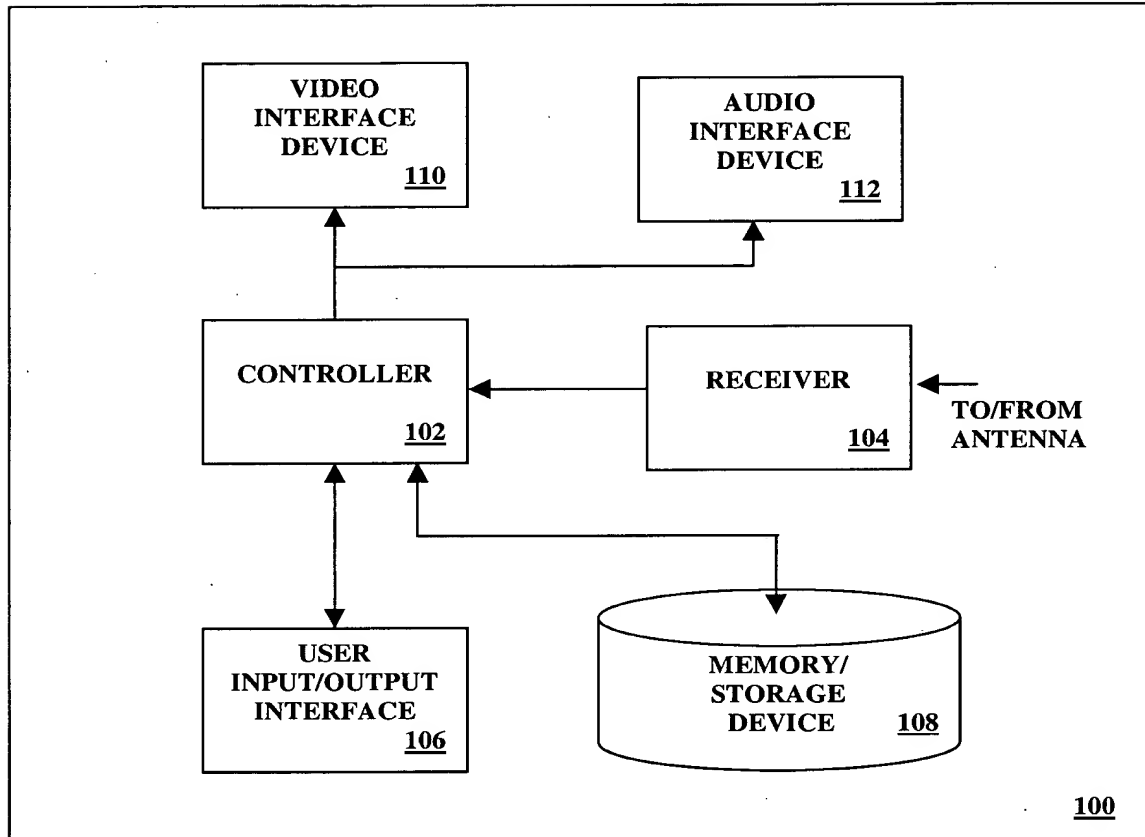 VIDEO
INTERFACE
DEVICE
110
AUDIO
INTERFACE
DEVICE
112
CONTROLLER
102
RECEIVER
104
TO/FROM
ANTENNA
USER
INPUT/OUTPUT
INTERFACE
106
MEMORY/
STORAGE
DEVICE
108
100